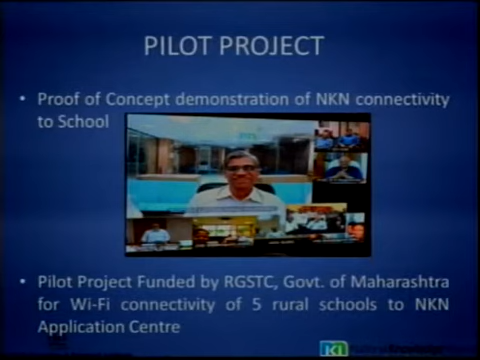 PILOT PROJECT
• Proof of Concept demonstration of NKN connectivity
to School
• Pilot Project Funded by RGSTC, Govt. of Maharashtra
for Wi-Fi connectivity of 5 rural schools to NKN
Application Centre